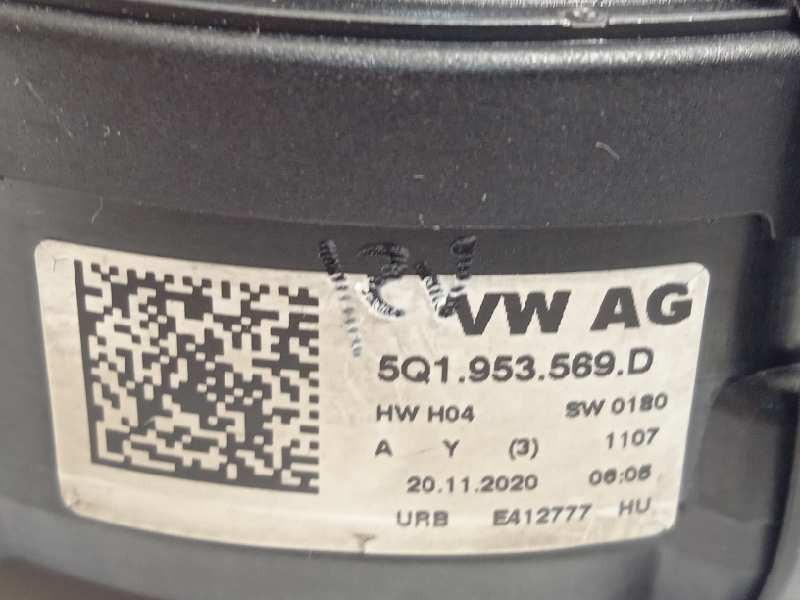 VW AG
5Q1.953.569.D
HW H04 SW 0180
A Y (3) 1107
20.11.2020 06:05
URB E412777 HU